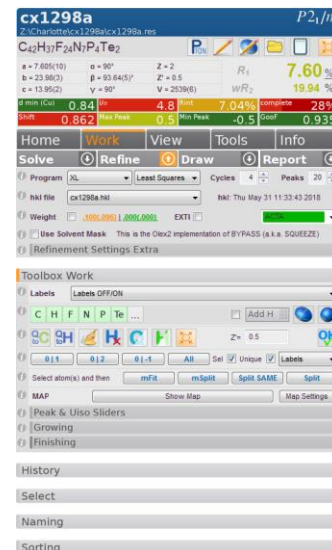 cx1298a P2₁/n
Z:\Charlotte\cx1298a\cx1298a.res
C₄₂H₃₇F₂₄N₇P₄Te₂
a = 7.605(10) α = 90° Z = 2
b = 23.98(3) β = 93.64(5)° Z' = 0.5
c = 13.95(2) γ = 90° V = 2539(6)
R₁ 7.60 %
wR₂ 19.94 %
d min (Cu) 0.84 I/σ 4.8 Rint 7.04% complete 28%
Shift 0.862 Max Peak 0.5 Min Peak -0.5 GooF 0.935
Home Work View Tools Info
Solve Refine Draw Report
Program XL Least Squares Cycles 4 Peaks 20
hkl file cx1298a.hkl hkl: Thu May 31 11:33:43 2018
Weight EXTI ACTA
Use Solvent Mask This is the Olex2 implementation of BYPASS (a.k.a. SQUEEZE)
Refinement Settings Extra
Toolbox Work
Labels Labels OFF/ON
C H F N P Te ... Add H
Z'= 0.5 OK
0 | 1 0 | 2 0 | -1 All Sel Unique Labels
Select atom(s) and then mFit mSplit Split SAME Split
MAP Show Map Map Settings
Peak & Uiso Sliders
Growing
Finishing
History
Select
Naming
Sorting